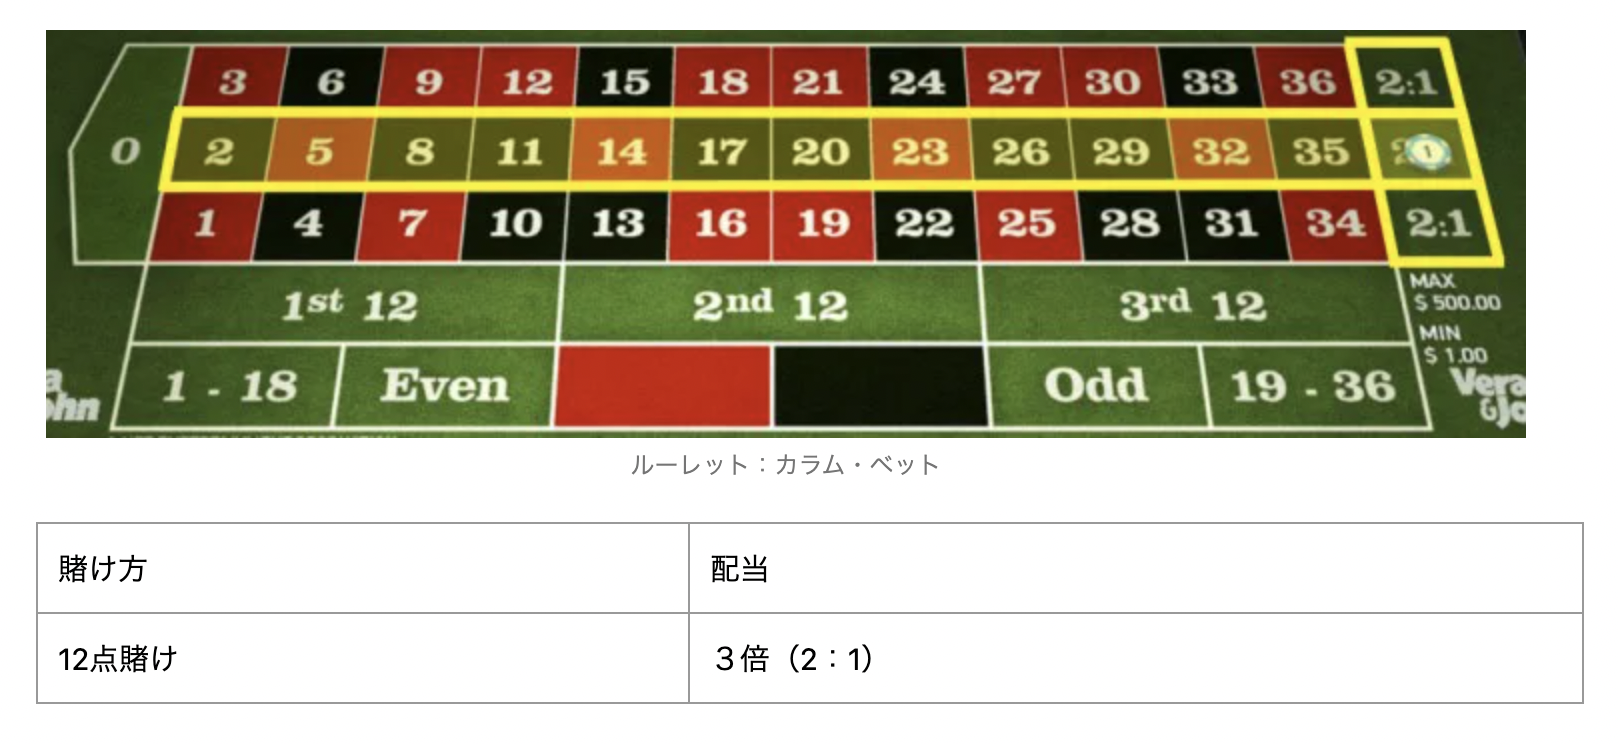 3 6 9 12 15 18 21 24 27 30 33 36 2:1
0 2 5 8 11 14 17 20 23 26 29 32 35 1
1 4 7 10 13 16 19 22 25 28 31 34 2:1
1st 12 2nd 12 3rd 12
MAX
$ 500.00
MIN
$ 1.00
1 - 18 Even Odd 19 - 36
Vera
&Jo
ルーレット：カラム・ベット
賭け方 配当
12点賭け ３倍（2：1）